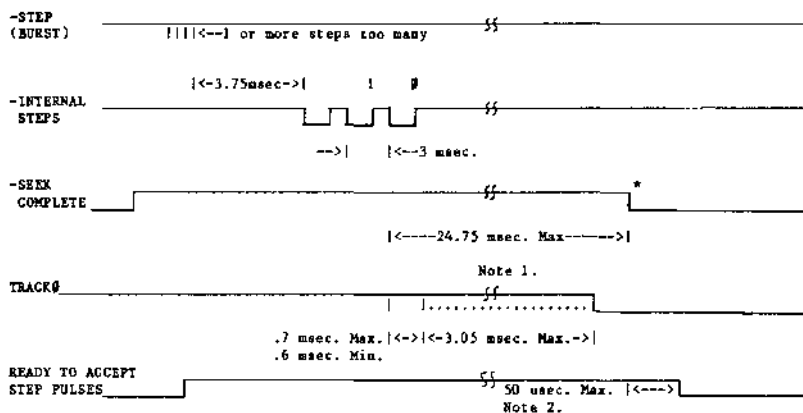 -STEP
(BURST)
||||<--1 or more steps too many
|<-3.75msec->| 1 0
-INTERNAL
STEPS
-->| |<--3 msec.
-SEEK
COMPLETE
*
|<----24.75 msec. Max----->|
Note 1.
TRACK0
.7 msec. Max.|<->|<-3.05 msec. Max.->|
.6 msec. Min.
READY TO ACCEPT
STEP PULSES
50 usec. Max. |<--->
Note 2.